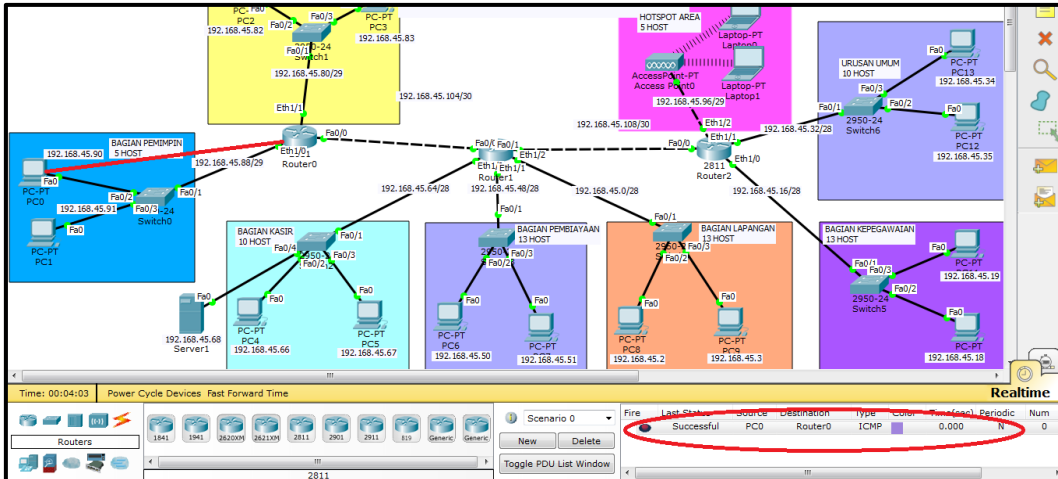 PC2
192.168.45.82
Fa0/2
Fa0/3
PC-PT
PC3
192.168.45.83
Fa0/1
2950-24
Switch1
192.168.45.80/29
192.168.45.104/30
Eth1/1
HOTSPOT AREA
5 HOST
Laptop-PT
AccessPoint-PT
Access Point0
Laptop-PT
Laptop1
192.168.45.96/29
192.168.45.108/30
Eth1/2
URUSAN UMUM
10 HOST
Fa0
PC-PT
PC13
192.168.45.34
Fa0/3
Fa0/1
Fa0/2
2950-24
Switch6
Fa0
PC-PT
PC12
192.168.45.35
192.168.45.32/28
BAGIAN PEMIMPIN
5 HOST
192.168.45.90
Fa0
PC-PT
PC0
192.168.45.91
Fa0
PC-PT
PC1
Fa0/2
Fa0/3
Fa0/1
Switch0
192.168.45.88/29
Eth1/0
Fa0/0
Router0
Fa0/1
Eth1/2
Eth1/1
Router1
Fa0/0
Eth1/1
Eth1/0
2811
Router2
192.168.45.64/28
192.168.45.48/28
192.168.45.0/28
192.168.45.16/28
BAGIAN KASIR
10 HOST
Fa0/4
Fa0/3
Fa0/2
Fa0
192.168.45.68
Server1
Fa0
PC-PT
PC4
192.168.45.66
Fa0
PC-PT
PC5
192.168.45.67
Fa0/1
BAGIAN PEMBIAYAAN
13 HOST
Fa0/3
Fa0/2
Fa0
PC-PT
PC6
192.168.45.50
Fa0
PC-PT
192.168.45.51
Fa0/1
BAGIAN LAPANGAN
13 HOST
Fa0/3
Fa0/2
Fa0
PC-PT
PC8
192.168.45.2
Fa0
PC-PT
PC9
192.168.45.3
BAGIAN KEPEGAWAIAN
13 HOST
Fa0/1
Fa0/3
Fa0/2
2950-24
Switch5
Fa0
PC-PT
192.168.45.19
Fa0
PC-PT
192.168.45.18
Time: 00:04:03
Power Cycle Devices Fast Forward Time
Realtime
Routers
1841
1941
2620XM
2621XM
2811
2901
2911
819
Generic
Generic
2811
Scenario 0
New
Delete
Toggle PDU List Window
Fire Last Status Source Destination Type Color Time(sec) Periodic Num
Successful PC0 Router0 ICMP 0.000 N 0